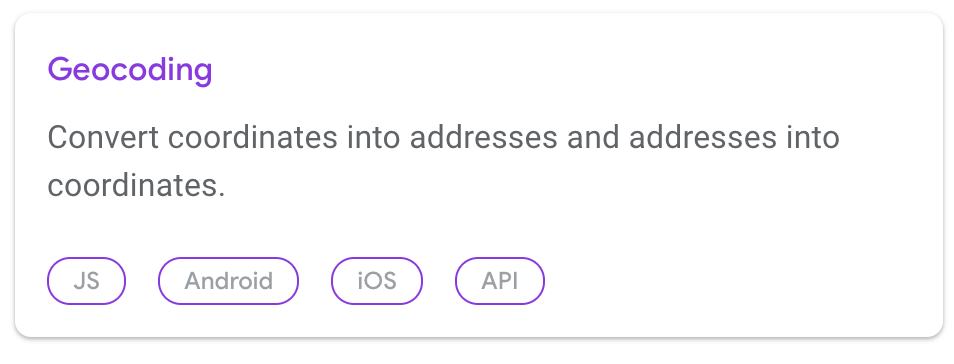 Geocoding
Convert coordinates into addresses and addresses into
coordinates.
JS Android iOS API